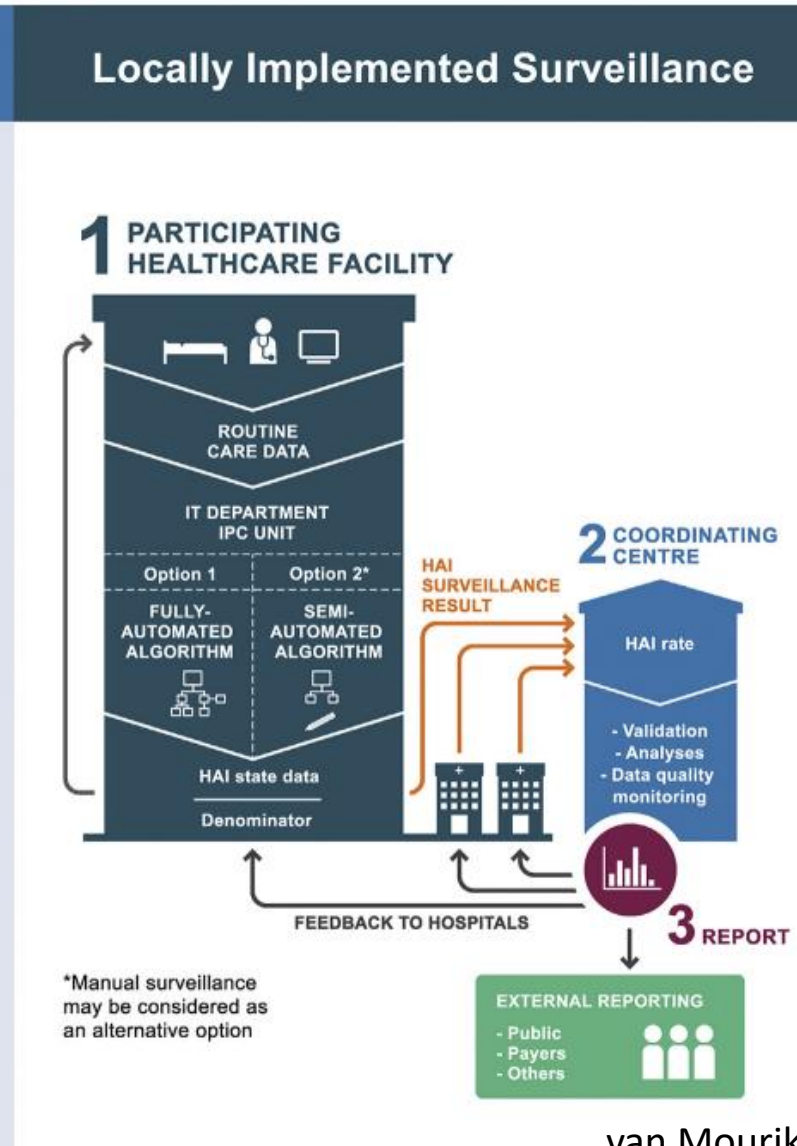 Locally Implemented Surveillance
1 PARTICIPATING
HEALTHCARE FACILITY
ROUTINE
CARE DATA
IT DEPARTMENT
IPC UNIT
Option 1
FULLY-
AUTOMATED
ALGORITHM
Option 2*
SEMI-
AUTOMATED
ALGORITHM
HAI state data
Denominator
HAI
SURVEILLANCE
RESULT
2 COORDINATING
CENTRE
HAI rate
- Validation
- Analyses
- Data quality
monitoring
3 REPORT
FEEDBACK TO HOSPITALS
*Manual surveillance
may be considered as
an alternative option
EXTERNAL REPORTING
- Public
- Payers
- Others
van Mourik